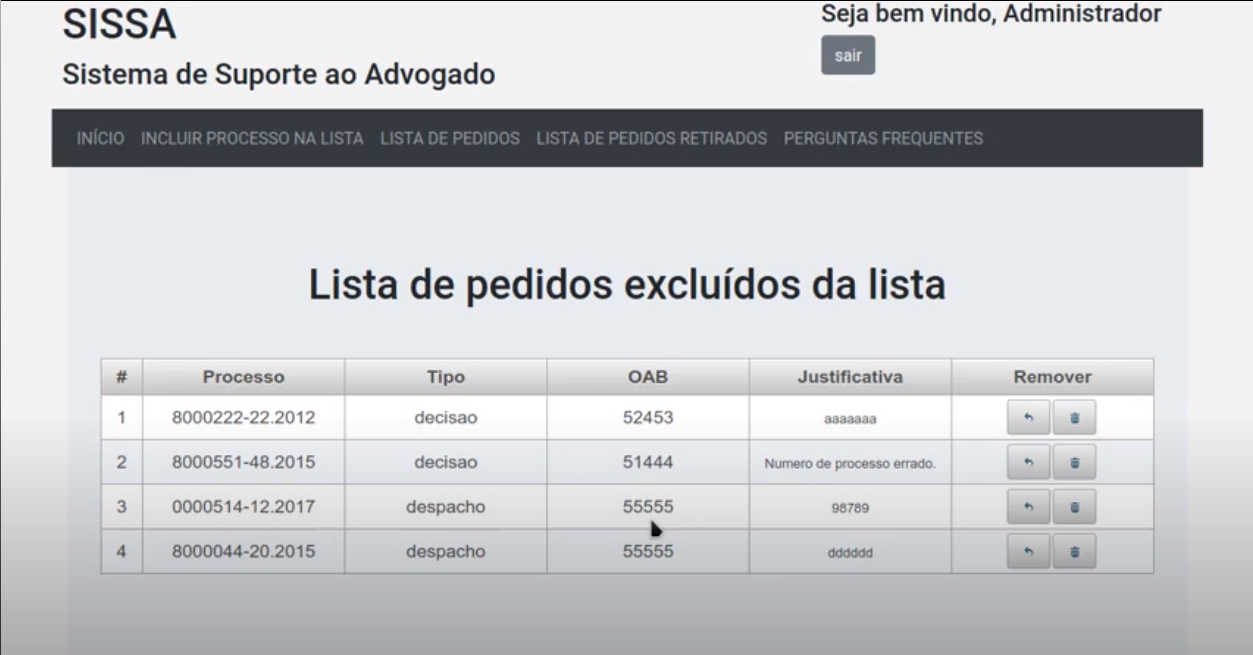 SISSA
Seja bem vindo, Administrador
sair
Sistema de Suporte ao Advogado
INÍCIO INCLUIR PROCESSO NA LISTA LISTA DE PEDIDOS LISTA DE PEDIDOS RETIRADOS PERGUNTAS FREQUENTES
Lista de pedidos excluídos da lista
# Processo Tipo OAB Justificativa Remover
1 8000222-22.2012 decisao 52453 aaaaaaa
2 8000551-48.2015 decisao 51444 Numero de processo errado.
3 0000514-12.2017 despacho 55555 98789
4 8000044-20.2015 despacho 55555 dddddd